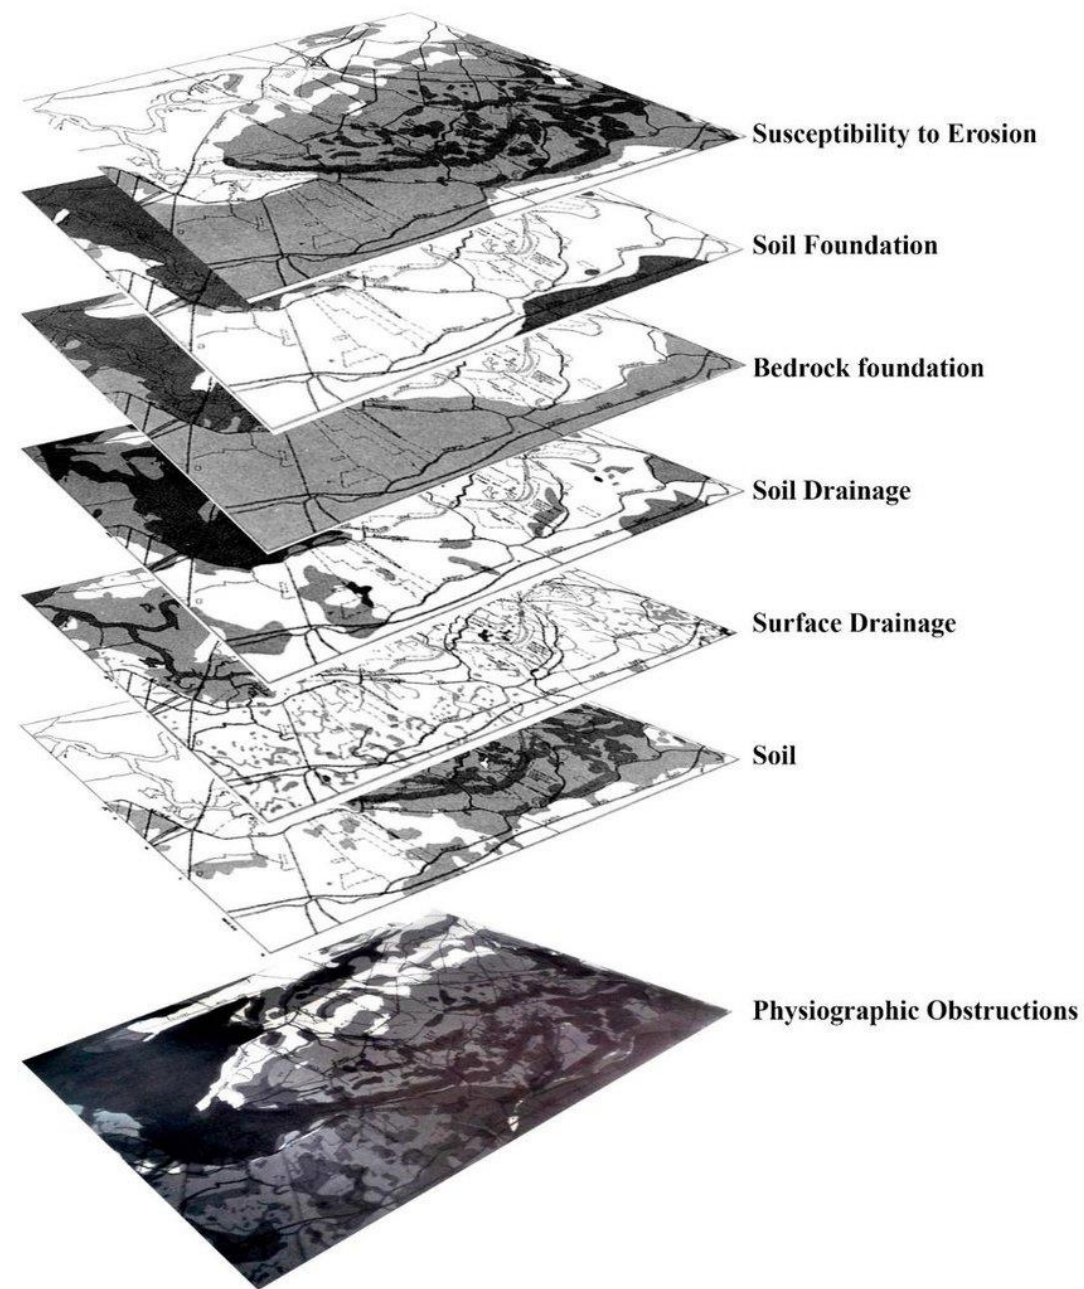 Susceptibility to Erosion
Soil Foundation
Bedrock foundation
Soil Drainage
Surface Drainage
Soil
Physiographic Obstructions